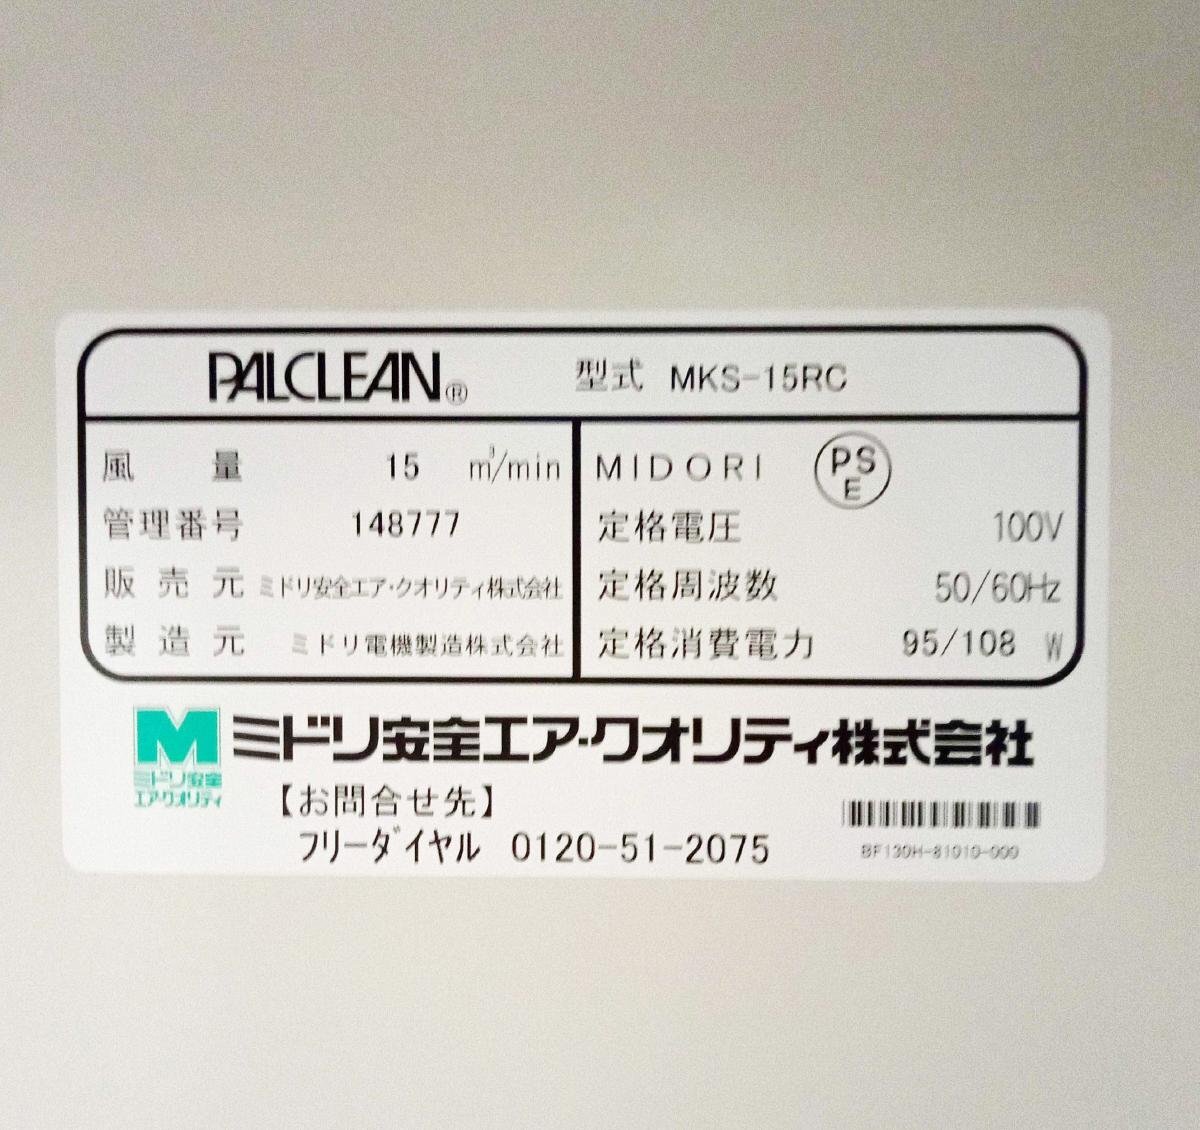 PALCLEAN® 型式 MKS-15RC
風量 15 m³/min
管理番号 148777
販売元 ミドリ安全エア・クオリティ株式会社
製造元 ミドリ電機製造株式会社
MIDORI PSE
定格電圧 100V
定格周波数 50/60Hz
定格消費電力 95/108 W
M ミドリ安全エア・クオリティ株式会社
ミドリ安全
エア・クオリティ
【お問合せ先】
フリーダイヤル 0120-51-2075
BF130H-81010-000